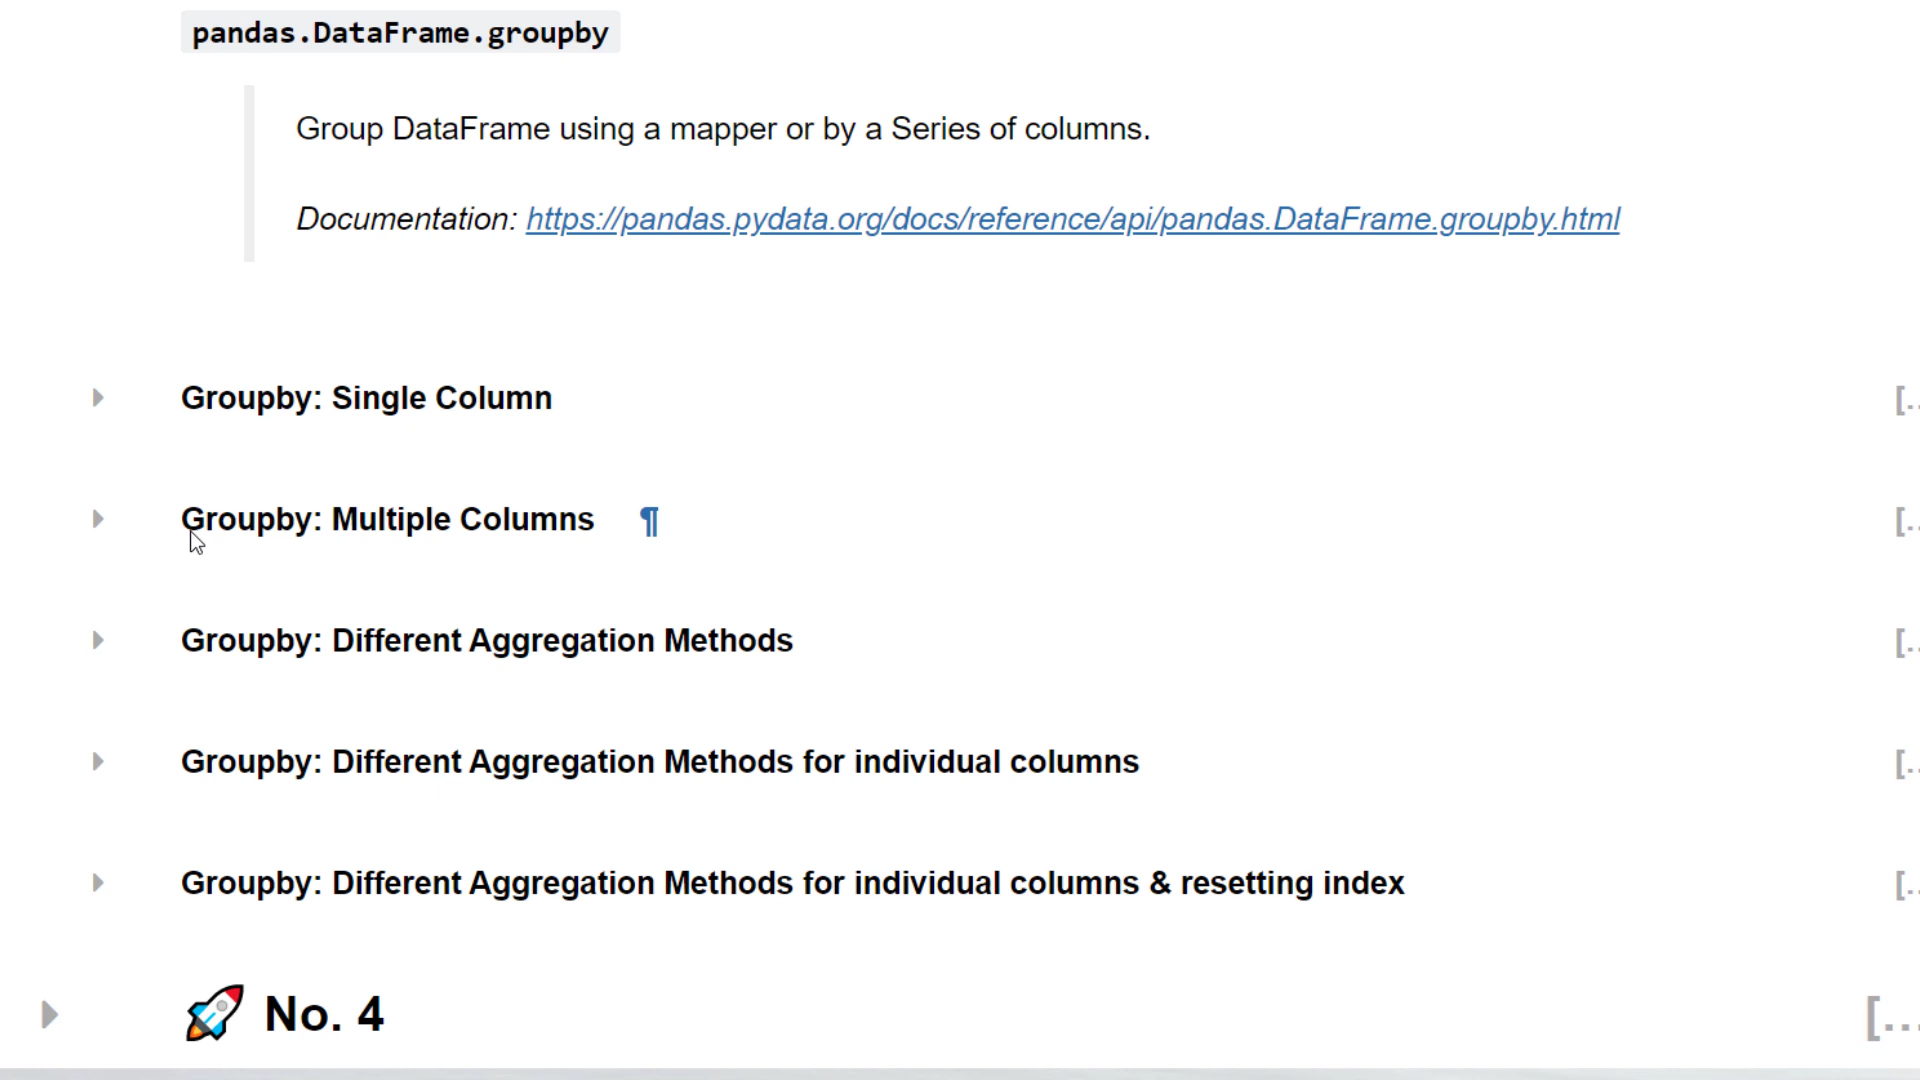 pandas.DataFrame.groupby
Group DataFrame using a mapper or by a Series of columns.
Documentation: https://pandas.pydata.org/docs/reference/api/pandas.DataFrame.groupby.html
Groupby: Single Column [..
Groupby: Multiple Columns ¶ [..
Groupby: Different Aggregation Methods [..
Groupby: Different Aggregation Methods for individual columns [..
Groupby: Different Aggregation Methods for individual columns & resetting index [..
🚀 No. 4 [...